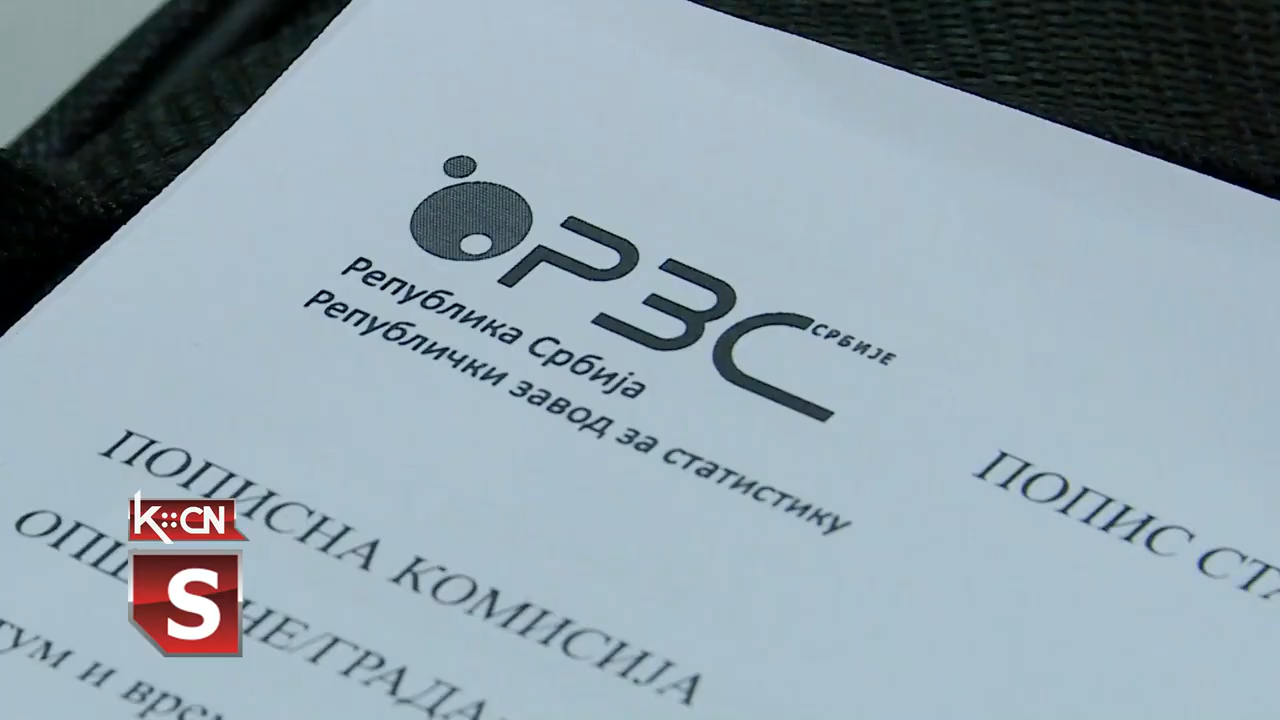 РЗС СРБИЈЕ
Република Србија
Републички завод за статистику
ПОПИСНА КОМИСИЈА
ПОПИС
K::CN
S